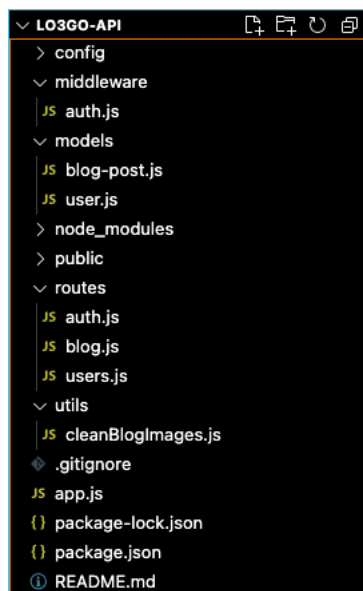 LO3GO-API
config
middleware
JS auth.js
models
JS blog-post.js
JS user.js
node_modules
public
routes
JS auth.js
JS blog.js
JS users.js
utils
JS cleanBlogImages.js
.gitignore
JS app.js
{} package-lock.json
{} package.json
README.md